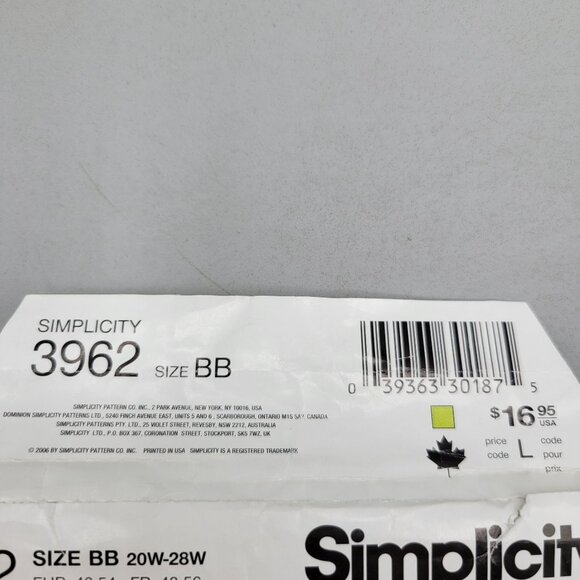 SIMPLICITY
3962 SIZE BB
0 39363 30187 5
SIMPLICITY PATTERN CO. INC., 2 PARK AVENUE, NEW YORK, NY 10016, USA
DOMINION SIMPLICITY PATTERNS LTD., 5240 FINCH AVENUE EAST, UNITS 5 AND 6, SCARBOROUGH, ONTARIO CANADA
SIMPLICITY PATTERNS PTY. LTD., 25 VIOLET STREET, REVESBY, NSW 2212, AUSTRALIA
SIMPLICITY LTD., P.O. BOX 367, CORONATION STREET, STOCKPORT, SK5 7WZ, UK
© 2006 BY SIMPLICITY PATTERN CO. INC. PRINTED IN USA SIMPLICITY IS A REGISTERED TRADEMARK
$16.95
USA
price code L code pour prix
SIZE BB 20W-28W
Simplicity